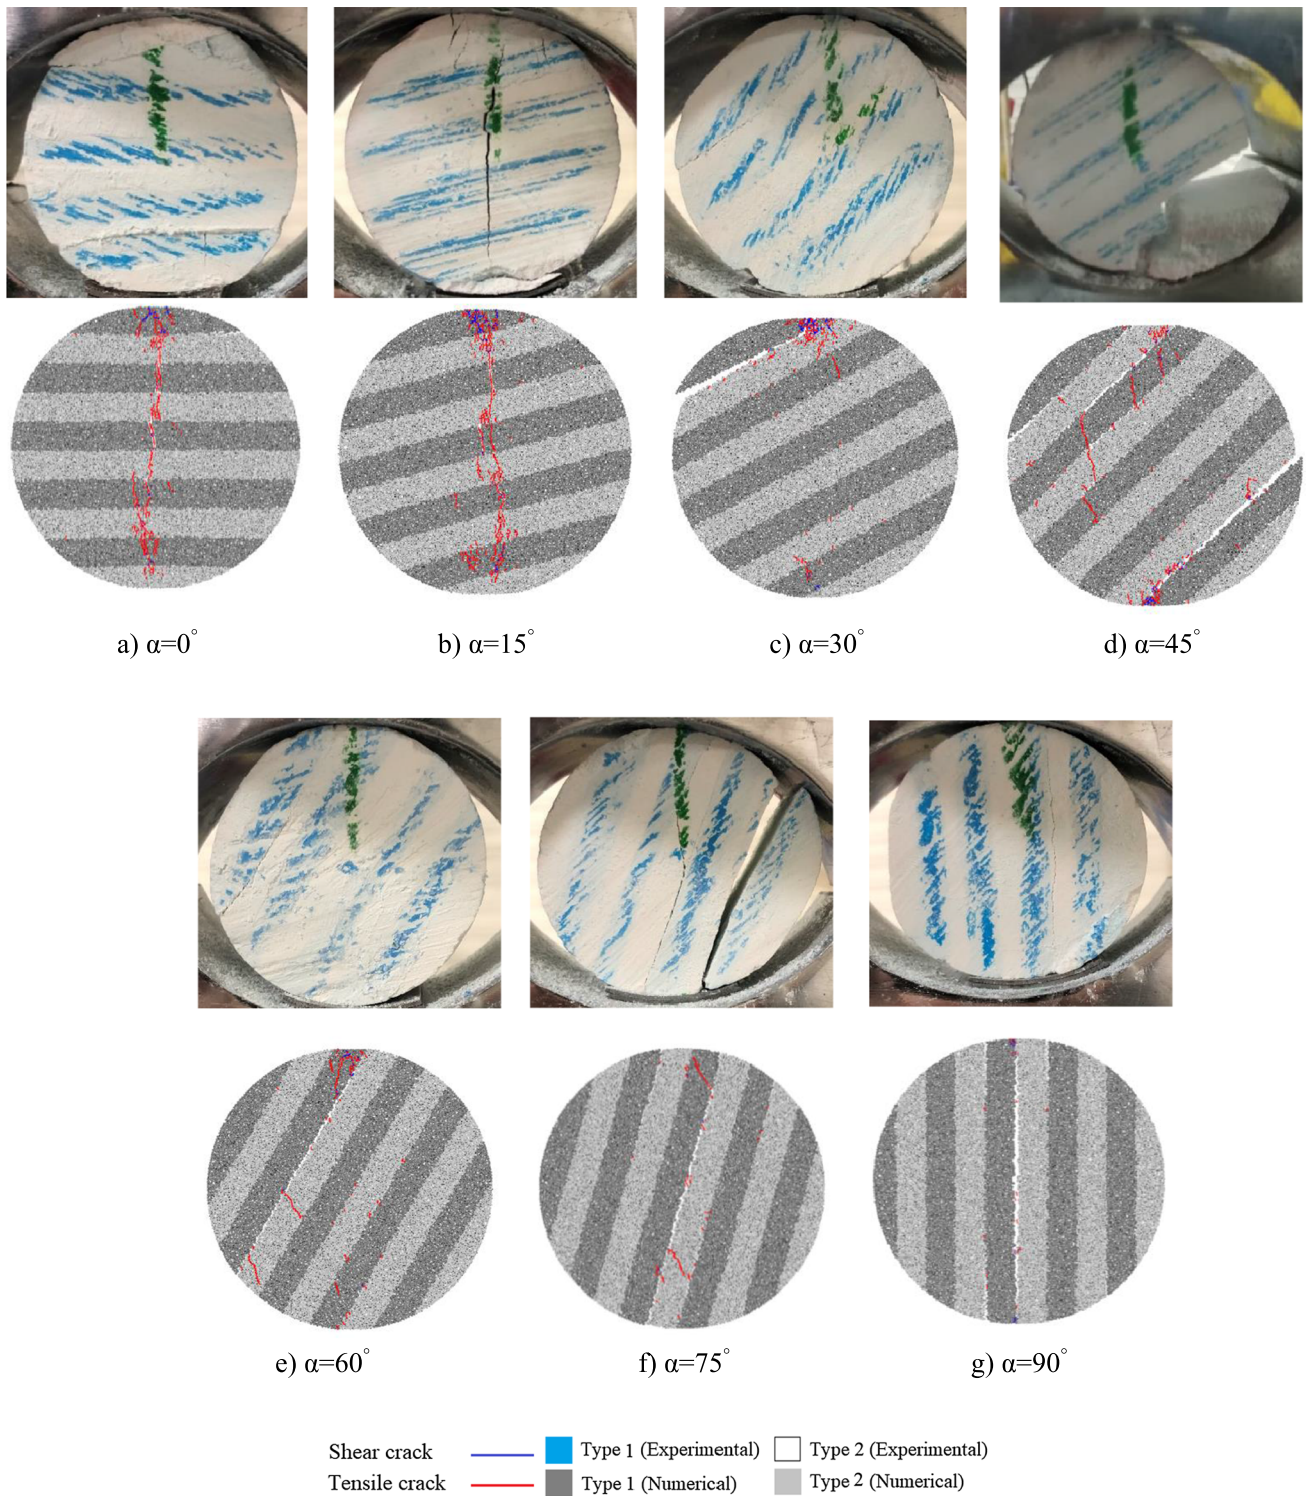 a) α=0°
b) α=15°
c) α=30°
d) α=45°
e) α=60°
f) α=75°
g) α=90°
Shear crack Type 1 (Experimental) Type 2 (Experimental)
Tensile crack Type 1 (Numerical) Type 2 (Numerical)